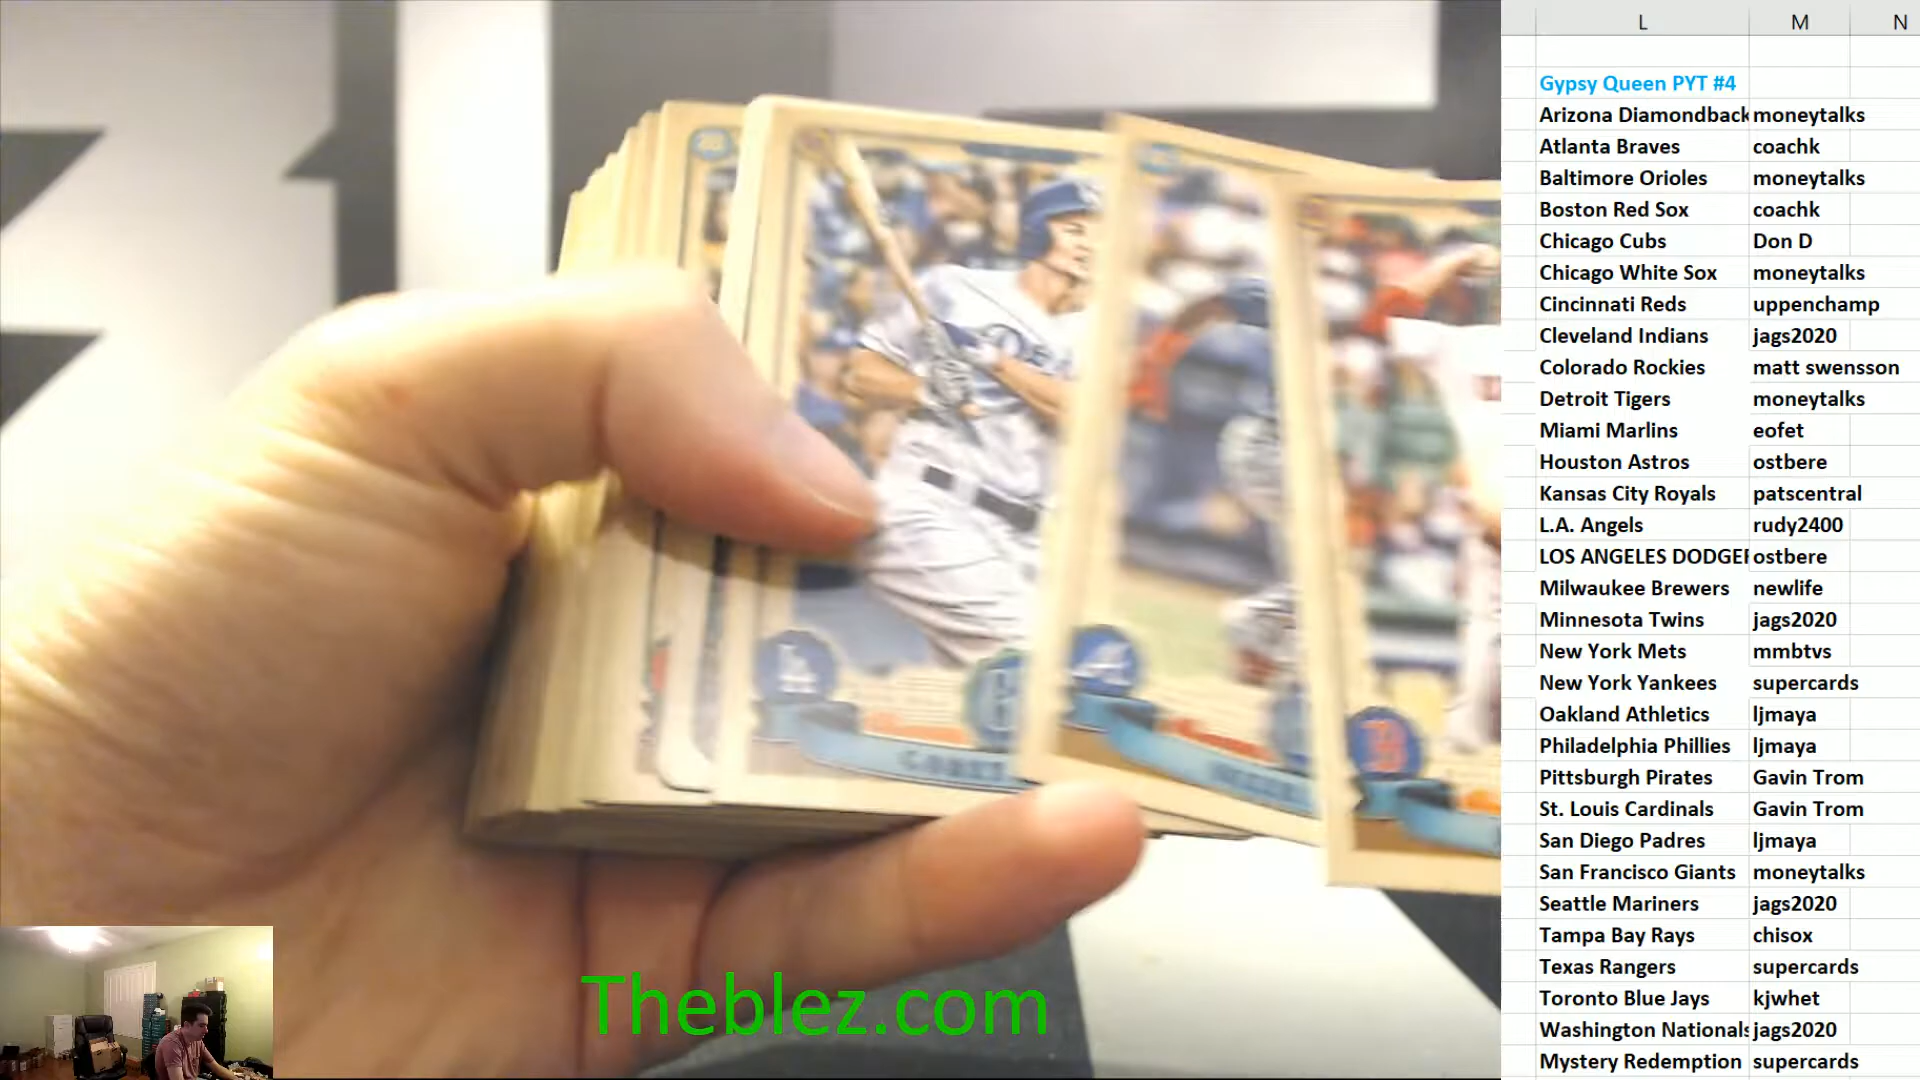 L M N
Gypsy Queen PYT #4
Arizona Diamondback moneytalks
Atlanta Braves coachk
Baltimore Orioles moneytalks
Boston Red Sox coachk
Chicago Cubs Don D
Chicago White Sox moneytalks
Cincinnati Reds uppenchamp
Cleveland Indians jags2020
Colorado Rockies matt swensson
Detroit Tigers moneytalks
Miami Marlins eofet
Houston Astros ostbere
Kansas City Royals patscentral
L.A. Angels rudy2400
LOS ANGELES DODGER ostbere
Milwaukee Brewers newlife
Minnesota Twins jags2020
New York Mets mmbtvs
New York Yankees supercards
Oakland Athletics ljmaya
Philadelphia Phillies ljmaya
Pittsburgh Pirates Gavin Trom
St. Louis Cardinals Gavin Trom
San Diego Padres ljmaya
San Francisco Giants moneytalks
Seattle Mariners jags2020
Tampa Bay Rays chisox
Texas Rangers supercards
Toronto Blue Jays kjwhet
Washington Nationals jags2020
Mystery Redemption supercards
LA
B
Theblez.com